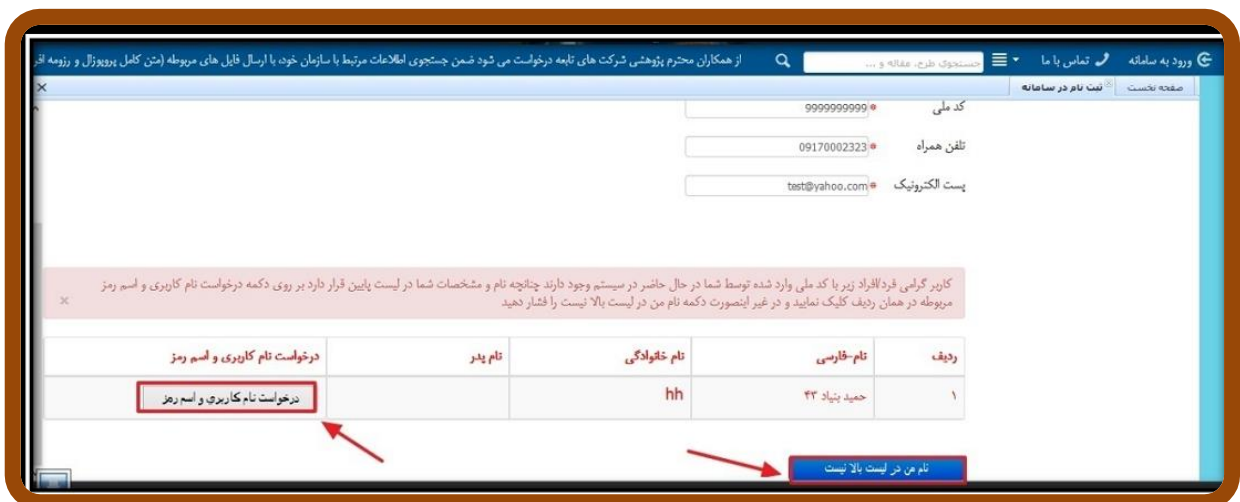 ورود به سامانه تماس با ما جستجوی طرح، مقاله و ... از همکاران محترم پژوهشی شرکت های تابعه درخواست می شود ضمن جستجوی اطلاعات مرتبط با سازمان خود، با ارسال فایل های مربوطه (متن کامل پروپوزال و رزومه افر
صفحه نخست ثبت نام در سامانه
کد ملی * 9999999999
تلفن همراه * 09170002323
پست الکترونیک * test@yahoo.com
کاربر گرامی فرد/افراد زیر با کد ملی وارد شده توسط شما در حال حاضر در سیستم وجود دارند چنانچه نام و مشخصات شما در لیست پایین قرار دارد بر روی دکمه درخواست نام کاربری و اسم رمز
مربوطه در همان ردیف کلیک نمایید و در غیر اینصورت دکمه نام من در لیست بالا نیست را فشار دهید
ردیف نام-فارسی نام خانوادگی نام پدر درخواست نام کاربری و اسم رمز
۱ حمید بنیاد ۴۳ hh درخواست نام کاربری و اسم رمز
نام من در لیست بالا نیست